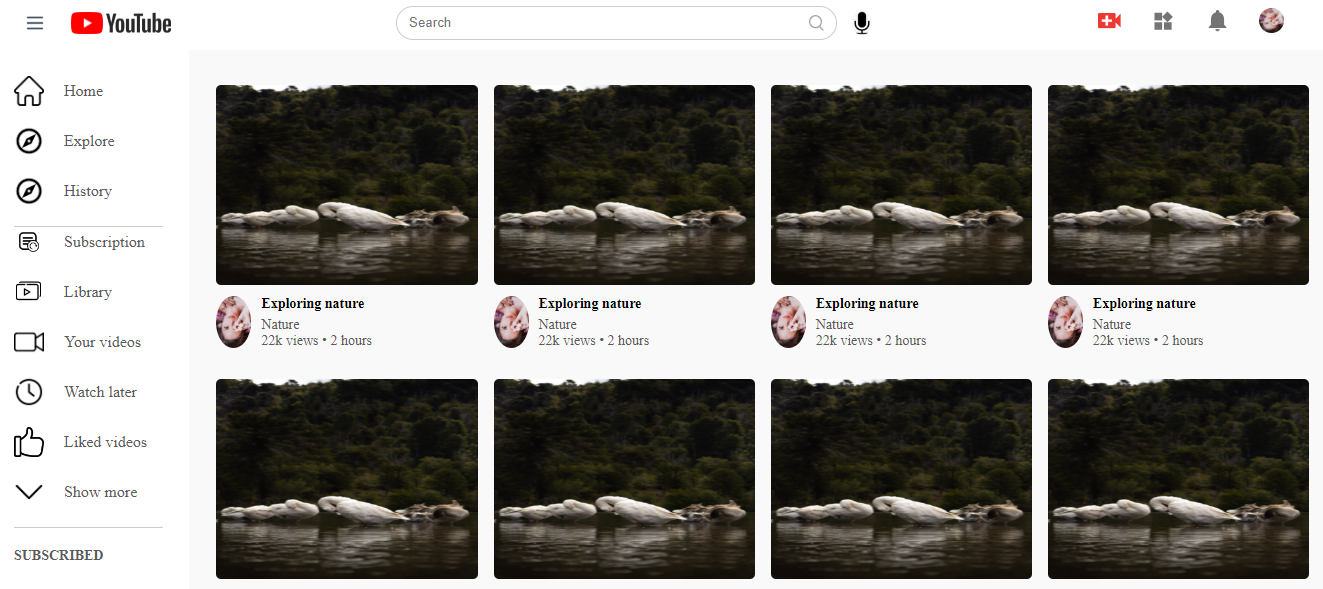 YouTube
Search
Home
Explore
History
Subscription
Library
Your videos
Watch later
Liked videos
Show more
SUBSCRIBED
Exploring nature
Nature
22k views • 2 hours
Exploring nature
Nature
22k views • 2 hours
Exploring nature
Nature
22k views • 2 hours
Exploring nature
Nature
22k views • 2 hours